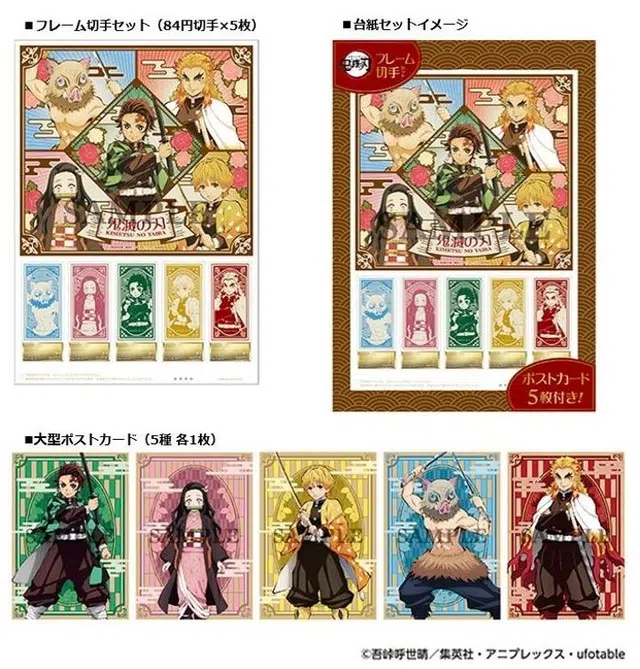 ■フレーム切手セット（84円切手×5枚）
■台紙セットイメージ
フレーム
切手
SAMPLE
鬼滅の刃
KIMETSU NO YAIBA
SAMPLE
鬼滅の刃
KIMETSU NO YAIBA
ポストカード
5枚付き!
■大型ポストカード（5種 各1枚）
SAMPLE
SAMPLE
SAMPLE
SAMPLE
SAMPLE
©吾峠呼世晴／集英社・アニプレックス・ufotable